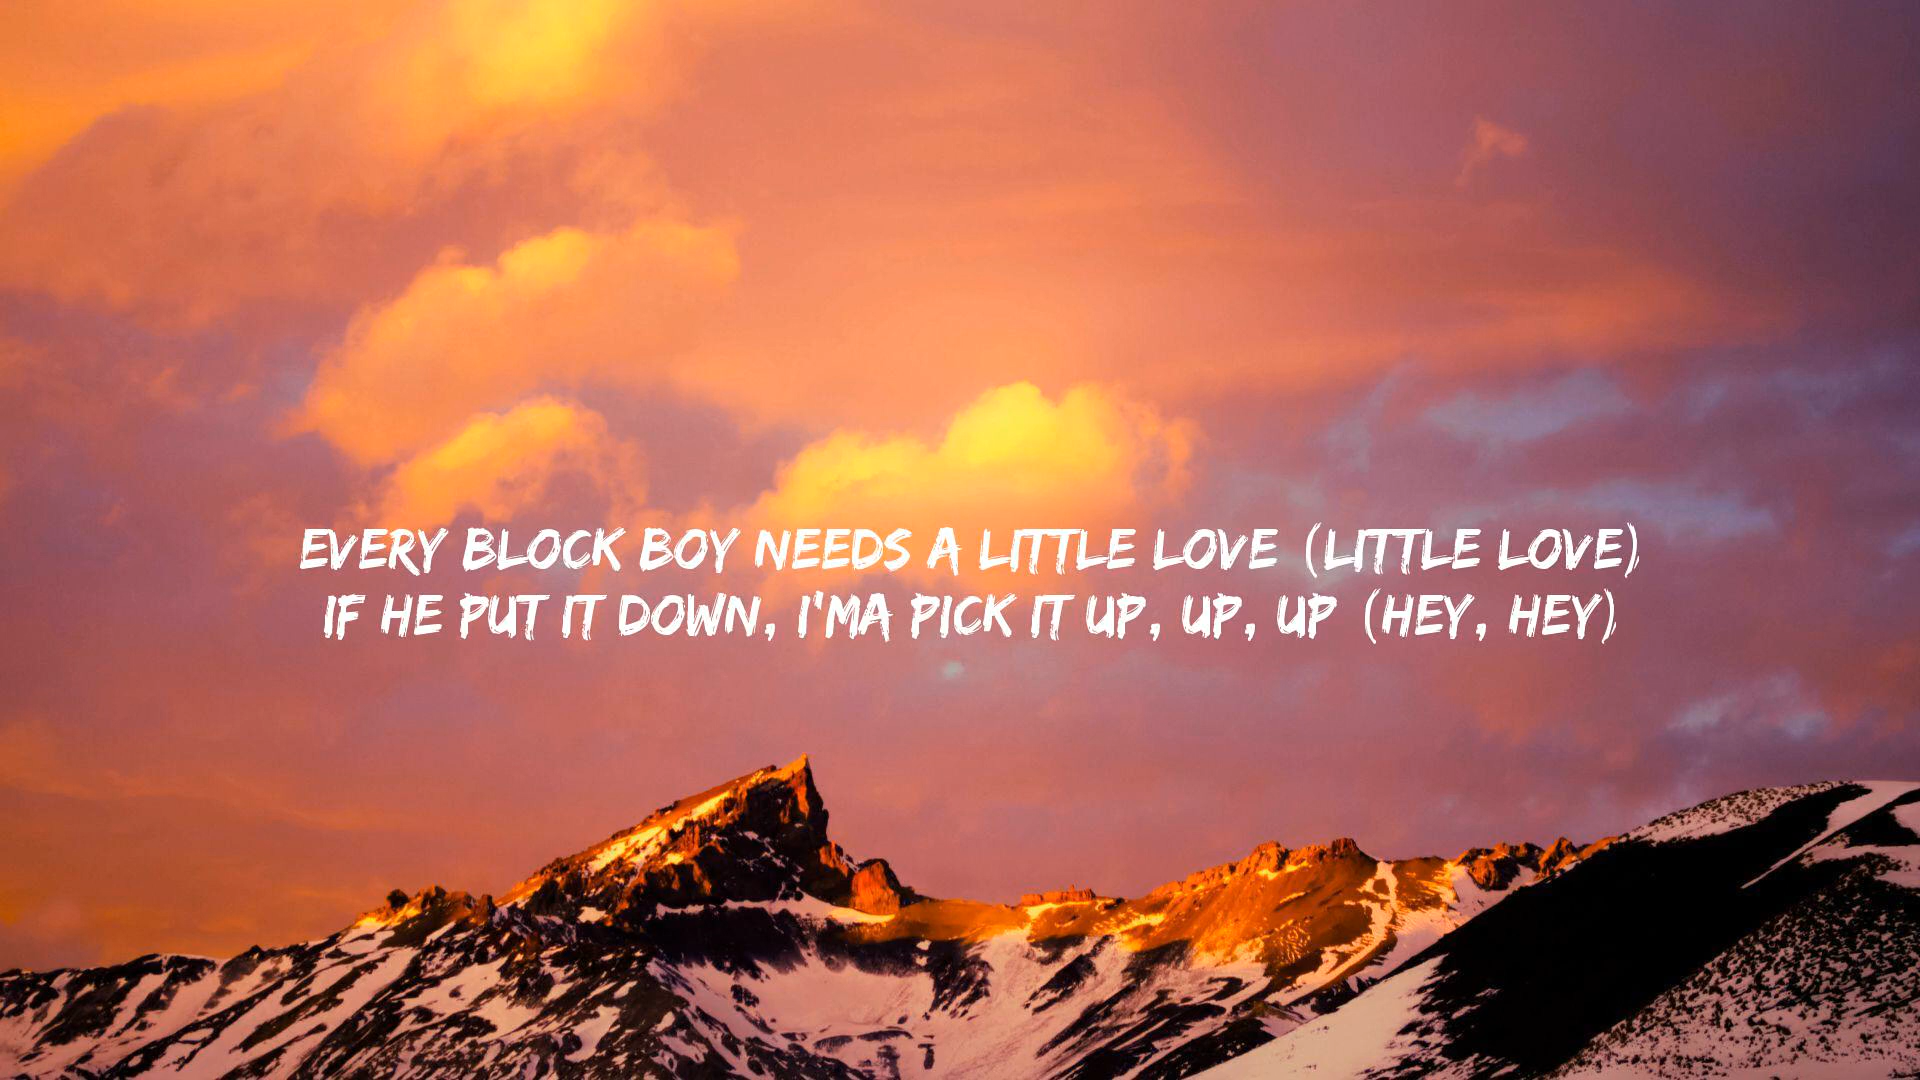 EVERY BLOCK BOY NEEDS A LITTLE LOVE (LITTLE LOVE)
IF HE PUT IT DOWN, I'MA PICK IT UP, UP, UP (HEY, HEY)